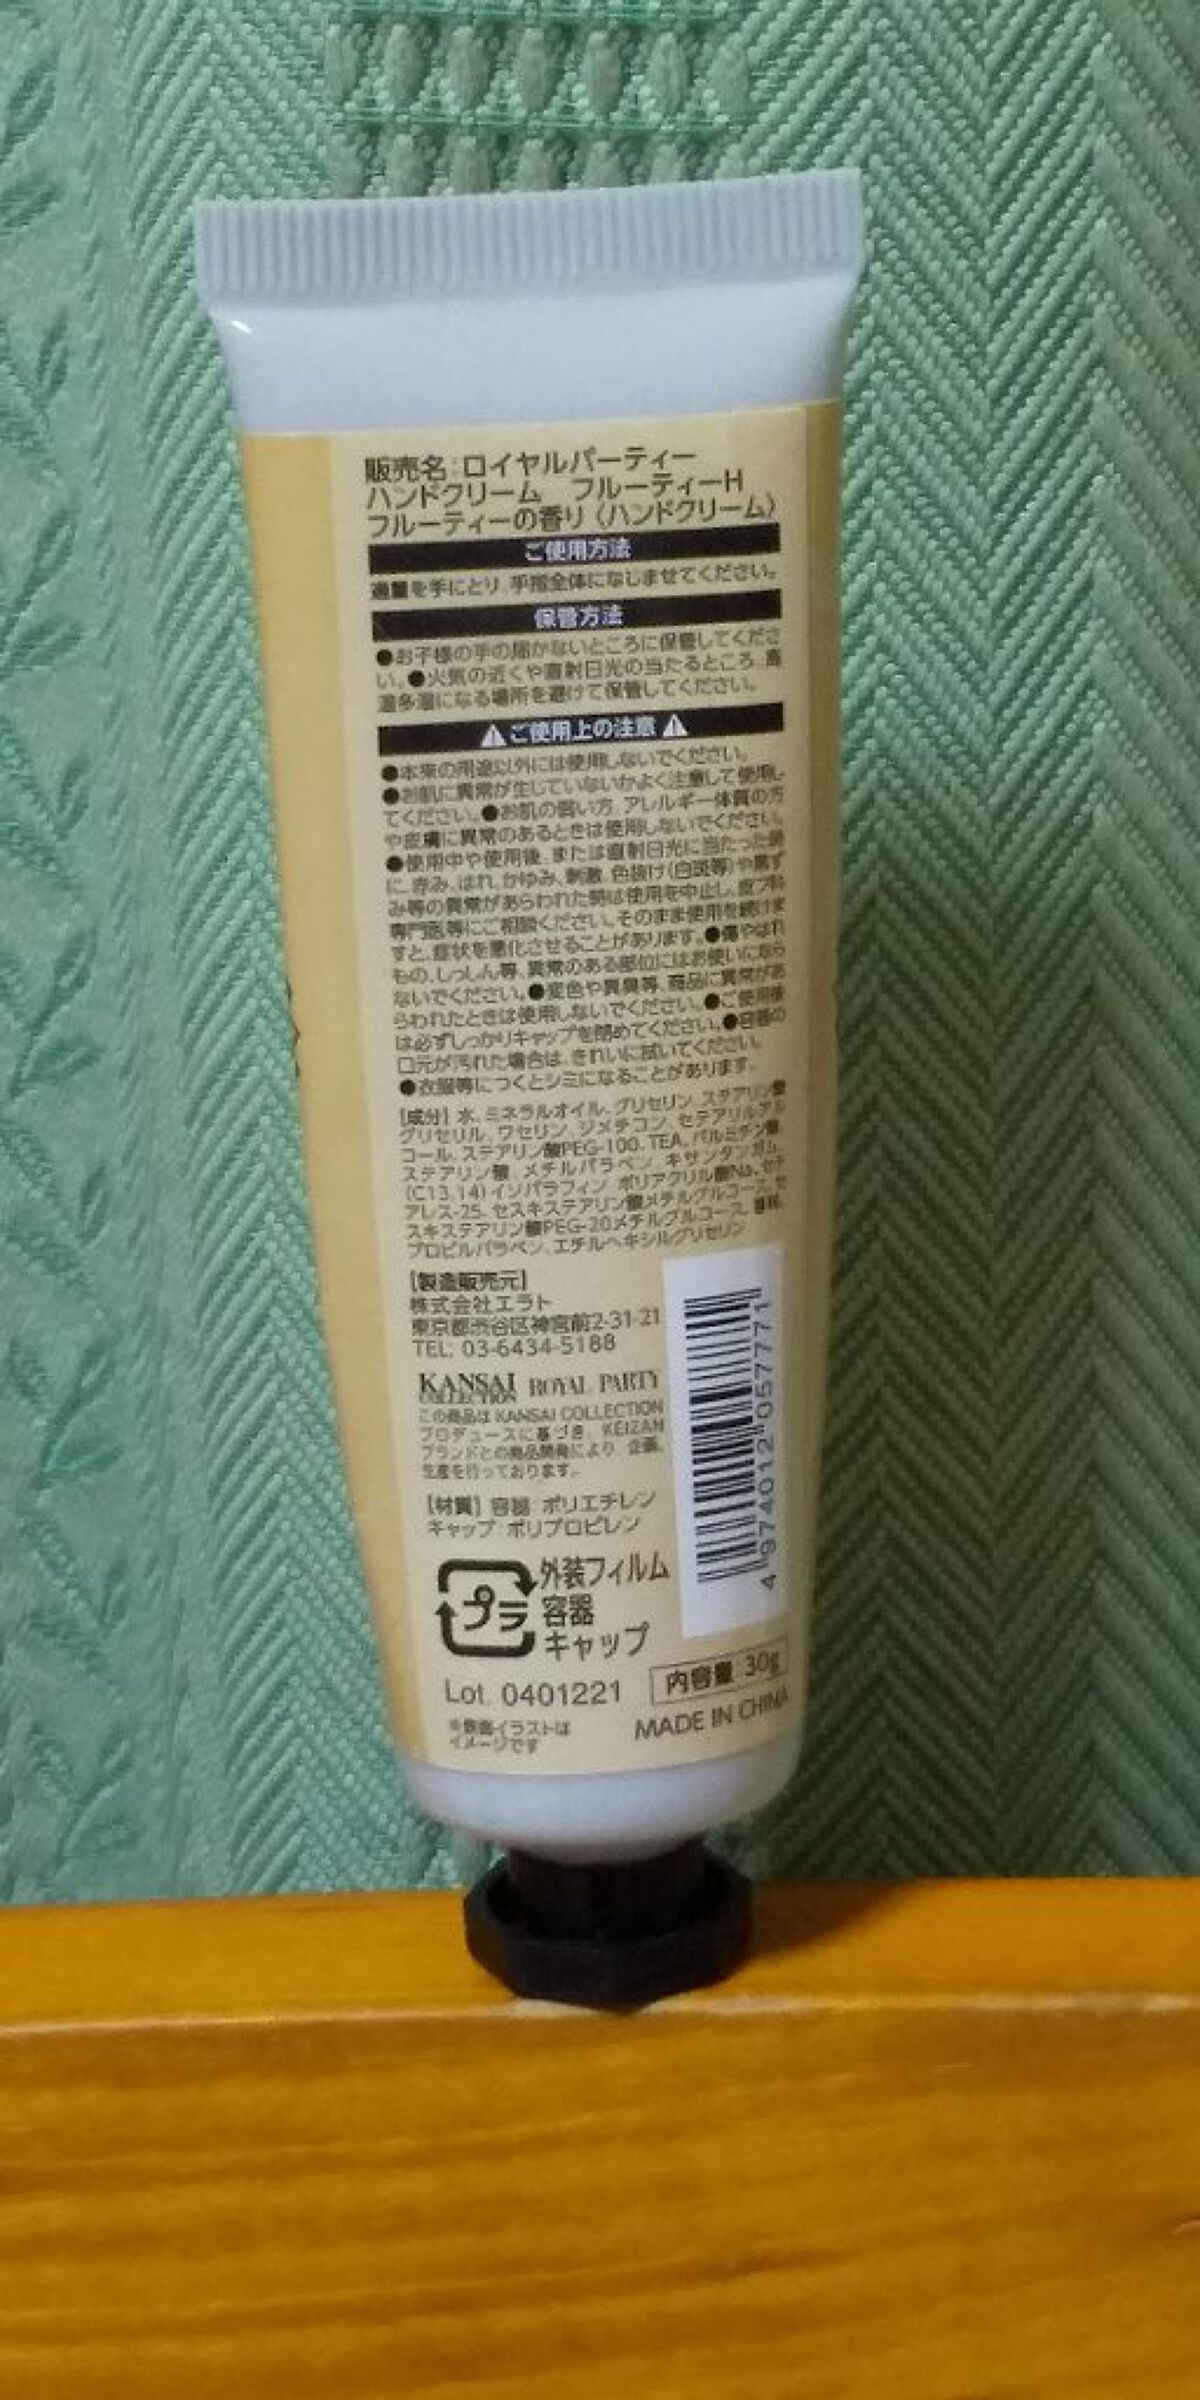 販売名:ロイヤルパーティー
ハンドクリーム　フルーティーH
フルーティーの香り〈ハンドクリーム〉
ご使用方法
適量を手にとり、手指全体になじませてください。
保管方法
●お子様の手の届かないところに保管してくださ
い。●火気の近くや直射日光の当たるところ、高
温多湿になる場所を避けて保管してください。
⚠ご使用上の注意⚠
●本来の用途以外には使用しないでください。
●お肌に異常が生じていないかよく注意して使用し
てください。●お肌の弱い方、アレルギー体質の方
や皮膚に異常のあるときは使用しないでください。
●使用中や使用後、または直射日光に当たった時
に、赤み、はれ、かゆみ、刺激、色抜け(白斑等)や黒ず
み等の異常があらわれた時は使用を中止し、皮フ科
専門医等にご相談ください。そのまま使用を続けま
すと、症状を悪化させることがあります。●傷やはれ
もの、しっしん等、異常のある部位にはお使いになら
ないでください。●変色や異臭等、商品に異常があ
らわれたときは使用しないでください。●ご使用後
は必ずしっかりキャップを閉めてください。●容器の
口元が汚れた場合は、きれいに拭いてください。
●衣服等につくとシミになることがあります。
【成分】水、ミネラルオイル、グリセリン、ステアリン酸
グリセリル、ワセリン、ジメチコン、セテアリルアル
コール、ステアリン酸PEG-100、TEA、パルミチン酸、
ステアリン酸、メチルパラベン、キサンタンガム、
(C13,14)イソパラフィン、ポリアクリル酸Na、セテ
アレス-25、セスキステアリン酸メチルグルコース、セ
スキステアリン酸PEG-20メチルグルコース、香料、
プロピルパラベン、エチルヘキシルグリセリン
【製造販売元】
株式会社エラト
東京都渋谷区神宮前2-31-21
TEL: 03-6434-5188
KANSAI COLLECTION ROYAL PARTY
この商品は KANSAI COLLECTION
プロデュースに基づき、KEIZAN
ブランドとの商品開発により、企画、
生産を行っております。
【材質】容器 ポリエチレン
キャップ ポリプロピレン
プラ
外装フィルム
容器
キャップ
4 974012 057771
Lot. 0401221
内容量 30g
※表面イラストは
イメージです
MADE IN CHINA